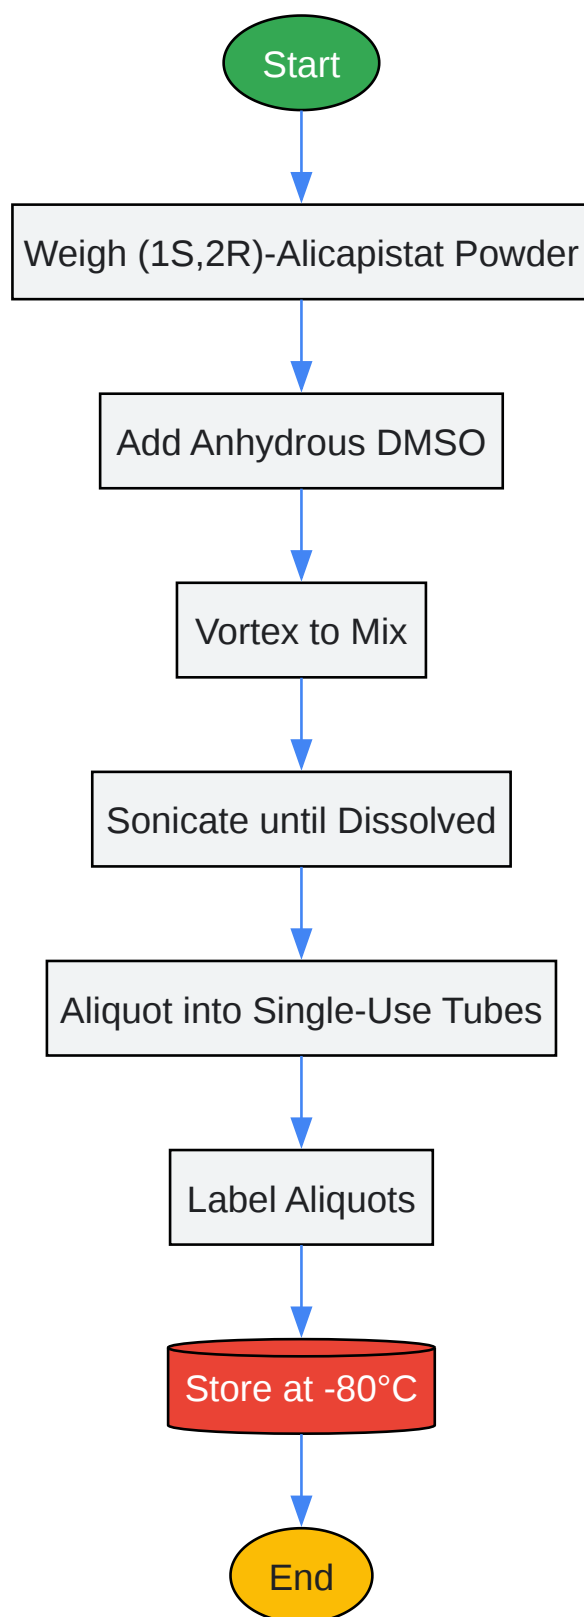 Start
Weigh (1S,2R)-Alicapistat Powder
Add Anhydrous DMSO
Vortex to Mix
Sonicate until Dissolved
Aliquot into Single-Use Tubes
Label Aliquots
Store at -80°C
End